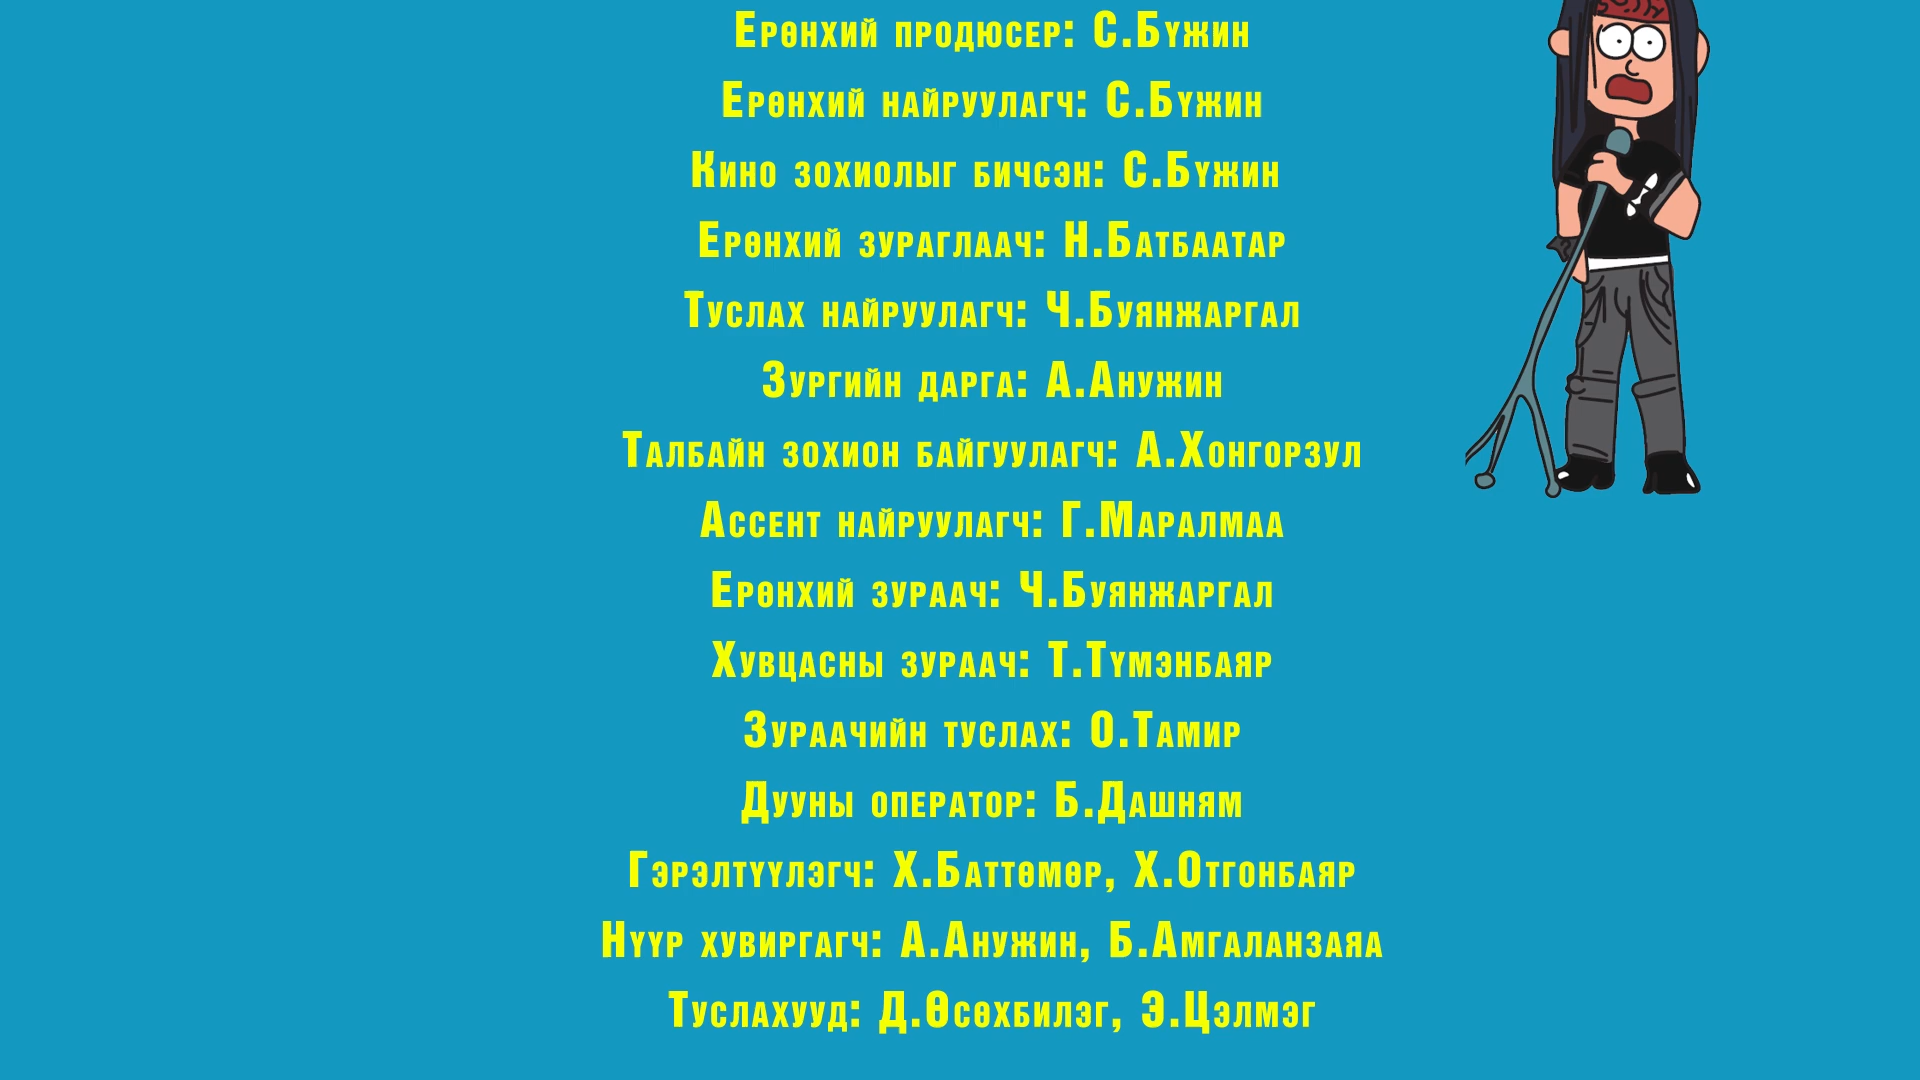 Ерөнхий продюсер: С.Бүжин
Ерөнхий найруулагч: С.Бүжин
Кино зохиолыг бичсэн: С.Бүжин
Ерөнхий зураглаач: Н.Батбаатар
Туслах найруулагч: Ч.Буянжаргал
Зургийн дарга: А.Анужин
Талбайн зохион байгуулагч: А.Хонгорзул
Ассент найруулагч: Г.Маралмаа
Ерөнхий зураач: Ч.Буянжаргал
Хувцасны зураач: Т.Түмэнбаяр
Зураачийн туслах: О.Тамир
Дууны оператор: Б.Дашням
Гэрэлтүүлэгч: Х.Баттөмөр, Х.Отгонбаяр
Нүүр хувиргагч: А.Анужин, Б.Амгаланзаяа
Туслахууд: Д.Өсөхбилэг, Э.Цэлмэг